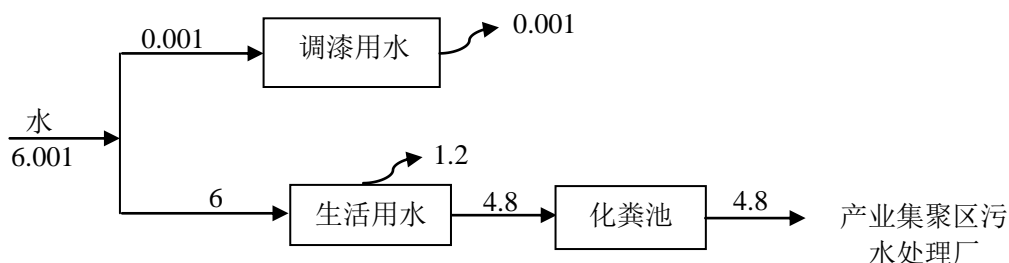 0.001
调漆用水
0.001
水
6.001
1.2
6
生活用水
4.8
化粪池
4.8
产业集聚区污
水处理厂